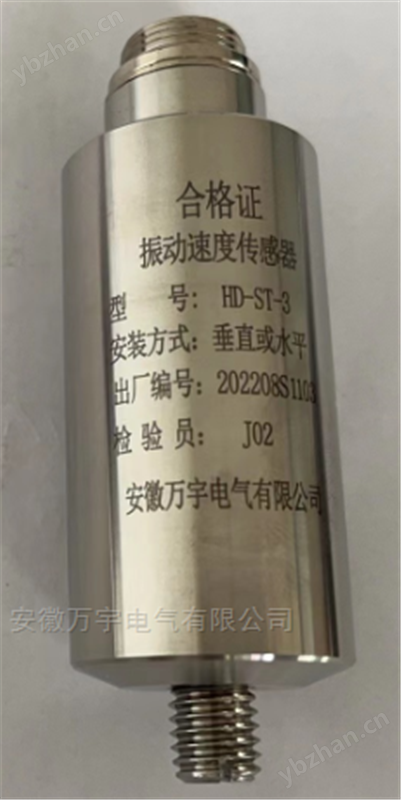 ybzhan.cn
合格证
振动速度传感器
型 号: HD-ST-3
安装方式: 垂直或水平
出厂编号: 202208S1103
检验员: J02
安徽万宇电气有限公司
安徽万宇电气有限公司
ybzhan.cn